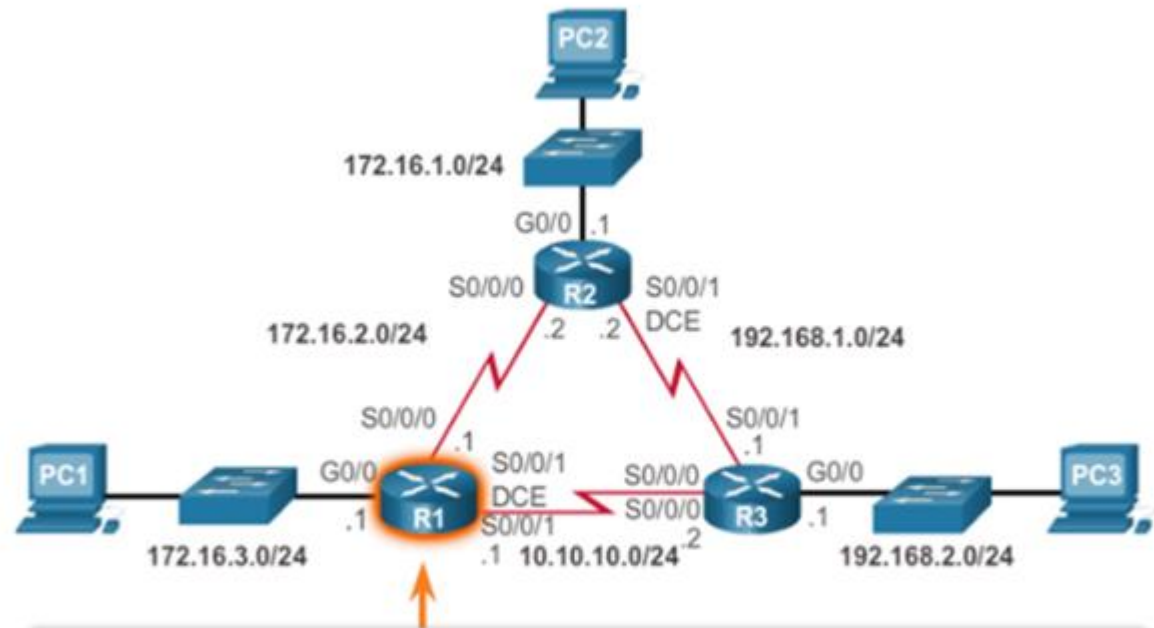 PC2
172.16.1.0/24
G0/0 .1
S0/0/0
R2
S0/0/1
DCE
.2 .2
172.16.2.0/24
192.168.1.0/24
S0/0/0
.1
S0/0/1
.1
PC1
G0/0
.1
R1
S0/0/1
DCE
S0/0/1
.1
S0/0/0
S0/0/0
.2
R3
G0/0
.1
PC3
172.16.3.0/24
10.10.10.0/24
192.168.2.0/24